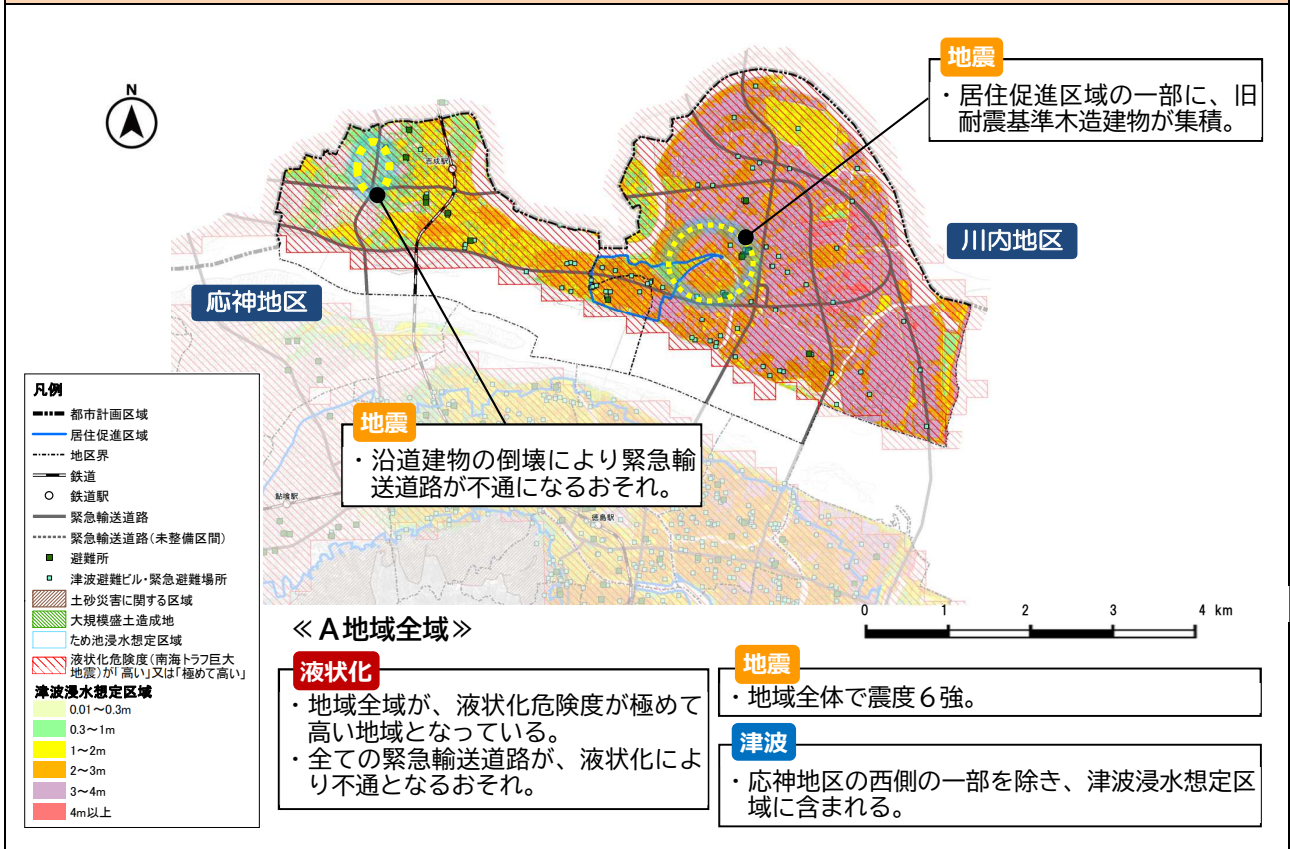 N
地震
・居住促進区域の一部に、旧
耐震基準木造建物が集積。
吉成駅
川内地区
応神地区
地震
・沿道建物の倒壊により緊急輸
送道路が不通になるおそれ。
鮎喰駅
徳島駅
凡例
都市計画区域
居住促進区域
地区界
鉄道
鉄道駅
緊急輸送道路
緊急輸送道路(未整備区間)
避難所
津波避難ビル・緊急避難場所
土砂災害に関する区域
大規模盛土造成地
ため池浸水想定区域
液状化危険度(南海トラフ巨大
地震)が「高い」又は「極めて高い」
津波浸水想定区域
0.01～0.3m
0.3～1m
1～2m
2～3m
3～4m
4m以上
0 1 2 3 4 km
≪Ａ地域全域≫
液状化
・地域全域が、液状化危険度が極めて
高い地域となっている。
・全ての緊急輸送道路が、液状化によ
り不通となるおそれ。
地震
・地域全体で震度６強。
津波
・応神地区の西側の一部を除き、津波浸水想定区
域に含まれる。